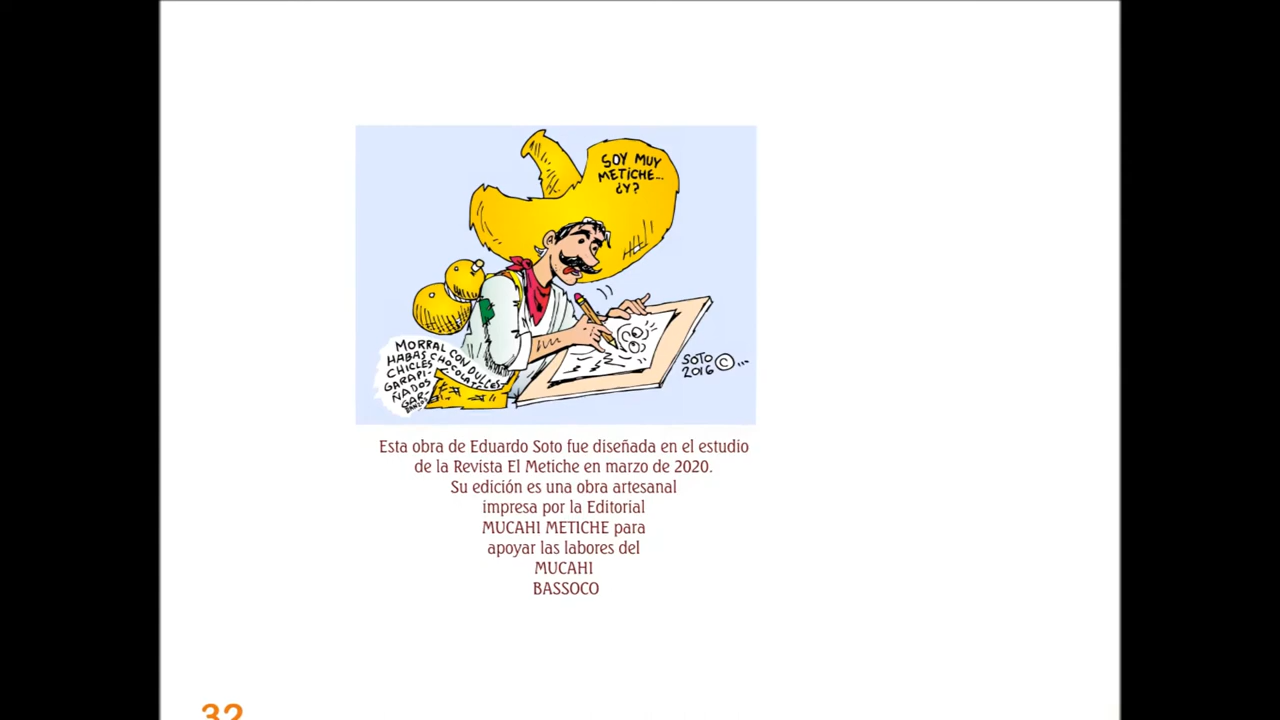 SOY MUY
METICHE...
¿Y?
MORRAL CON DULCES
HABAS CHOCOLATES
CHICLES
GARAPI-
ÑADOS
GAR-
BANZOS
SOTO ©...
2016
Esta obra de Eduardo Soto fue diseñada en el estudio
de la Revista El Metiche en marzo de 2020.
Su edición es una obra artesanal
impresa por la Editorial
MUCAHI METICHE para
apoyar las labores del
MUCAHI
BASSOCO
32